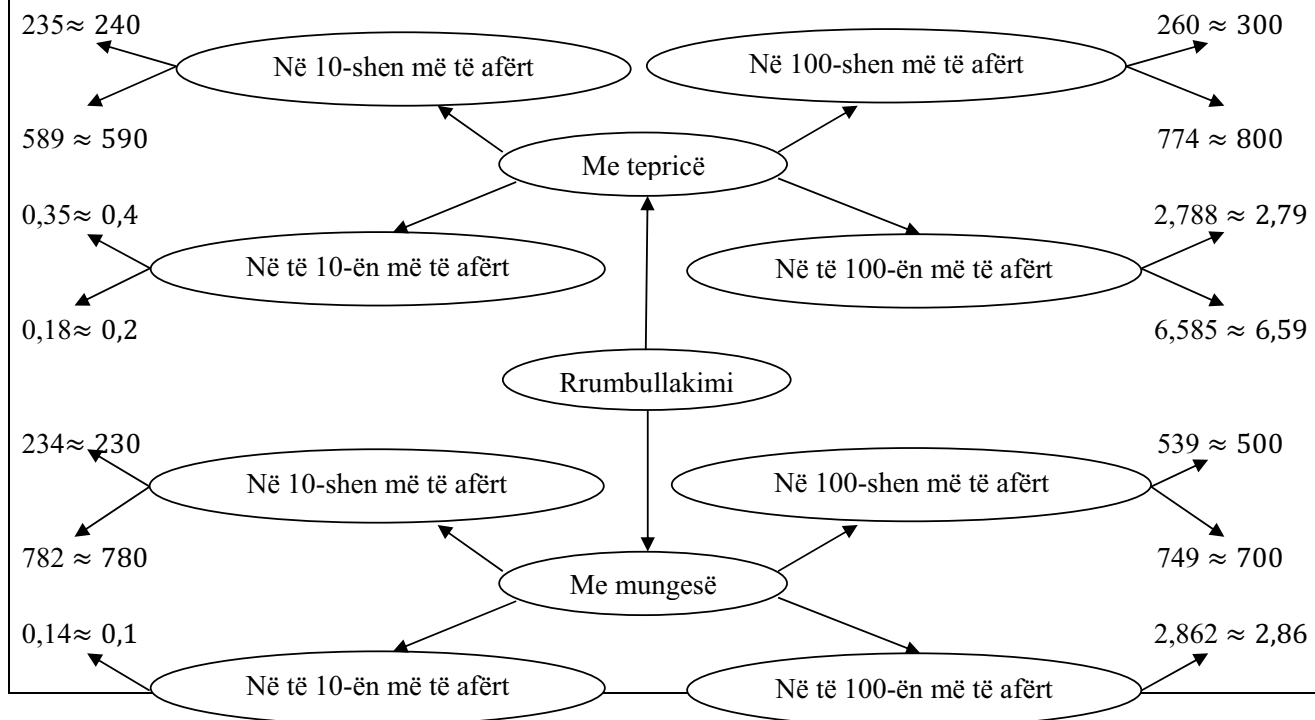 235≈ 240
Në 10-shen më të afërt
Në 100-shen më të afërt
260 ≈ 300
589 ≈ 590
774 ≈ 800
Me tepricë
0,35≈ 0,4
2,788 ≈ 2,79
Në të 10-ën më të afërt
Në të 100-ën më të afërt
0,18≈ 0,2
6,585 ≈ 6,59
Rrumbullakimi
234≈ 230
539 ≈ 500
Në 10-shen më të afërt
Në 100-shen më të afërt
782 ≈ 780
749 ≈ 700
Me mungesë
0,14≈ 0,1
2,862 ≈ 2,86
Në të 10-ën më të afërt
Në të 100-ën më të afërt